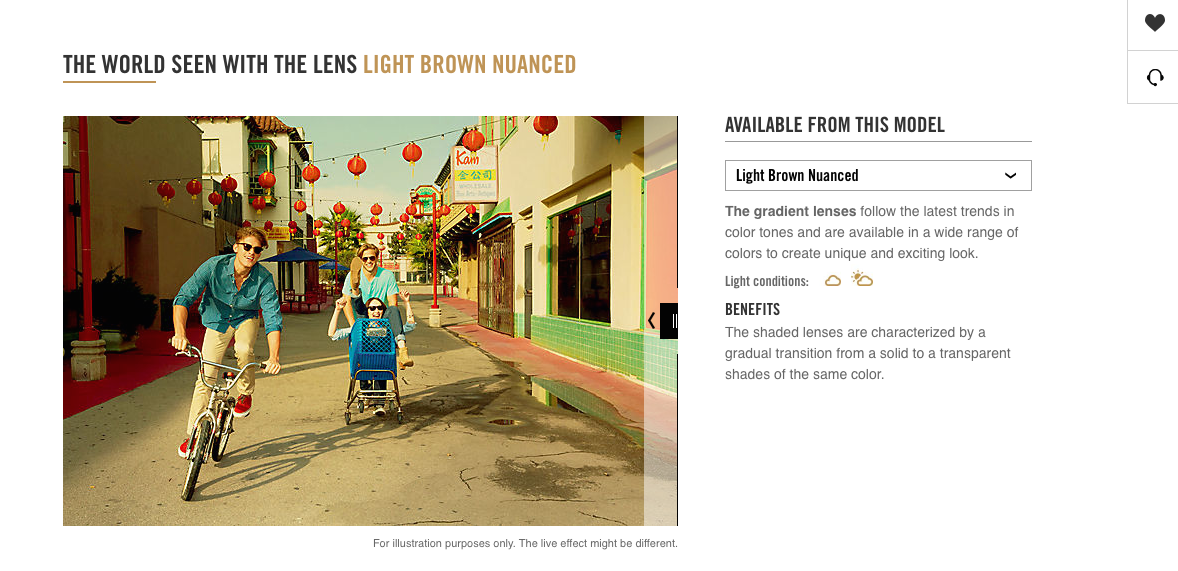 THE WORLD SEEN WITH THE LENS LIGHT BROWN NUANCED
Kam
金公司
WHOLESALE
AVAILABLE FROM THIS MODEL
Light Brown Nuanced
The gradient lenses follow the latest trends in
color tones and are available in a wide range of
colors to create unique and exciting look.
Light conditions:
BENEFITS
The shaded lenses are characterized by a
gradual transition from a solid to a transparent
shades of the same color.
For illustration purposes only. The live effect might be different.